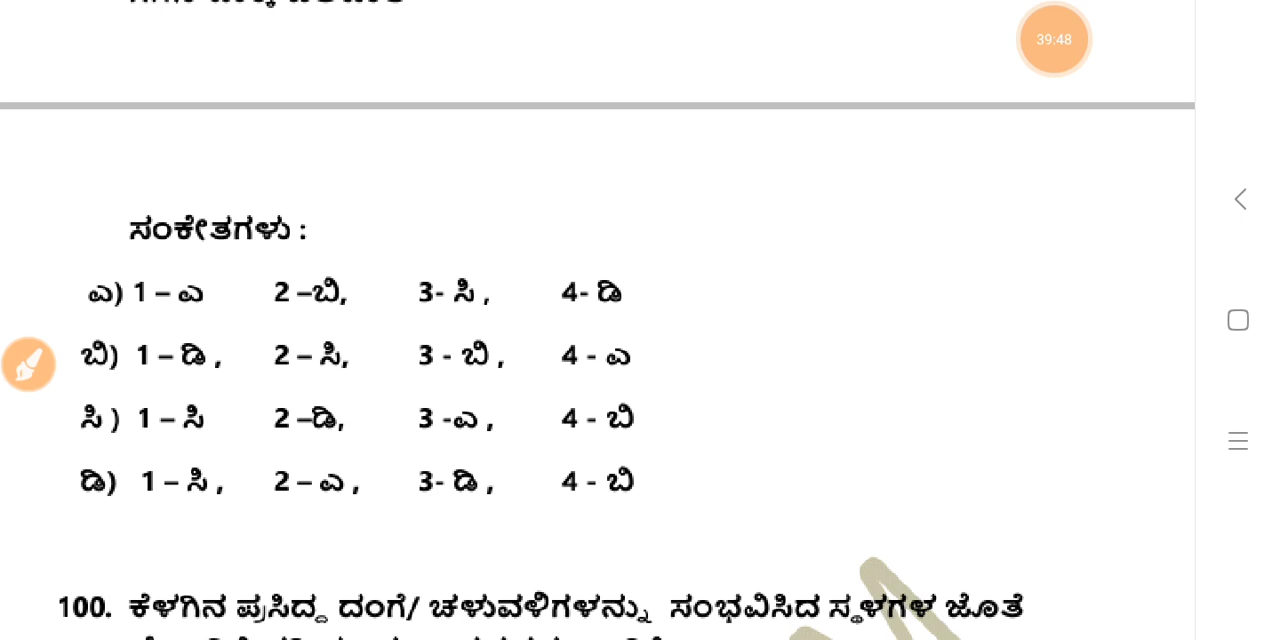 39:48
ಸಂಕೇತಗಳು :
ಎ) 1 – ಎ 2 –ಬಿ, 3- ಸಿ , 4- ಡಿ
ಬಿ) 1 – ಡಿ , 2 – ಸಿ, 3 - ಬಿ , 4 - ಎ
ಸಿ ) 1 – ಸಿ 2 –ಡಿ, 3 -ಎ , 4 - ಬಿ
ಡಿ) 1 – ಸಿ , 2 – ಎ , 3- ಡಿ , 4 - ಬಿ
100. ಕೆಳಗಿನ ಪ್ರಸಿದ್ಧ ದಂಗೆ/ ಚಳುವಳಿಗಳನ್ನು ಸಂಭವಿಸಿದ ಸ್ಥಳಗಳ ಜೊತೆ